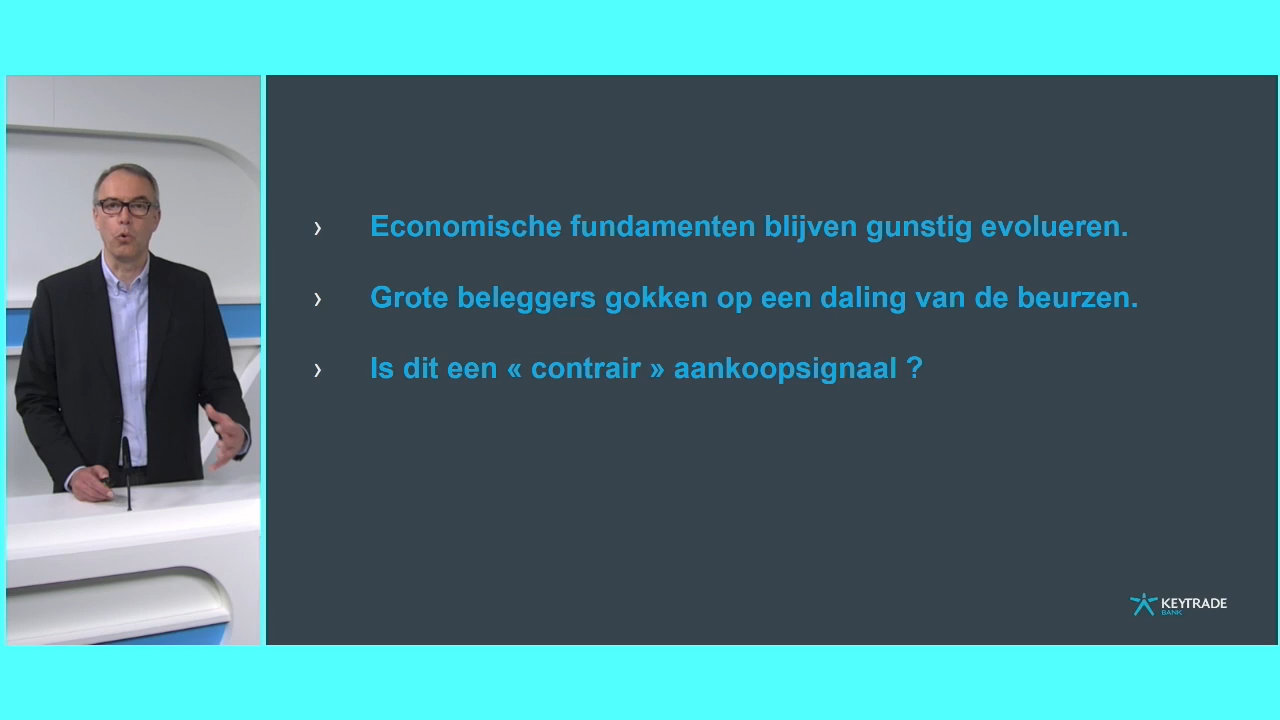 › Economische fundamenten blijven gunstig evolueren.
› Grote beleggers gokken op een daling van de beurzen.
› Is dit een « contrair » aankoopsignaal ?
KEYTRADE
BANK